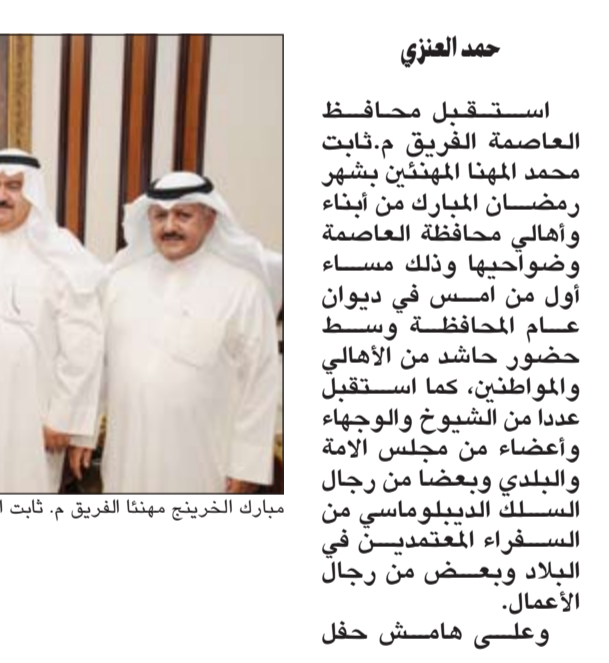 حمد العنزي
استقبل محافظ
العاصمة الفريق م.ثابت
محمد المهنا المهنئين بشهر
رمضان المبارك من أبناء
وأهالي محافظة العاصمة
وضواحيها وذلك مساء
أول من امس في ديوان
عام المحافظة وسط
حضور حاشد من الأهالي
والمواطنين، كما استقبل
عددا من الشيوخ والوجهاء
وأعضاء من مجلس الامة
والبلدي وبعضا من رجال
السلك الديبلوماسي من
السفراء المعتمدين في
البلاد وبعض من رجال
الأعمال.
وعلى هامش حفل
مبارك الخرينج مهنئا الفريق م. ثابت